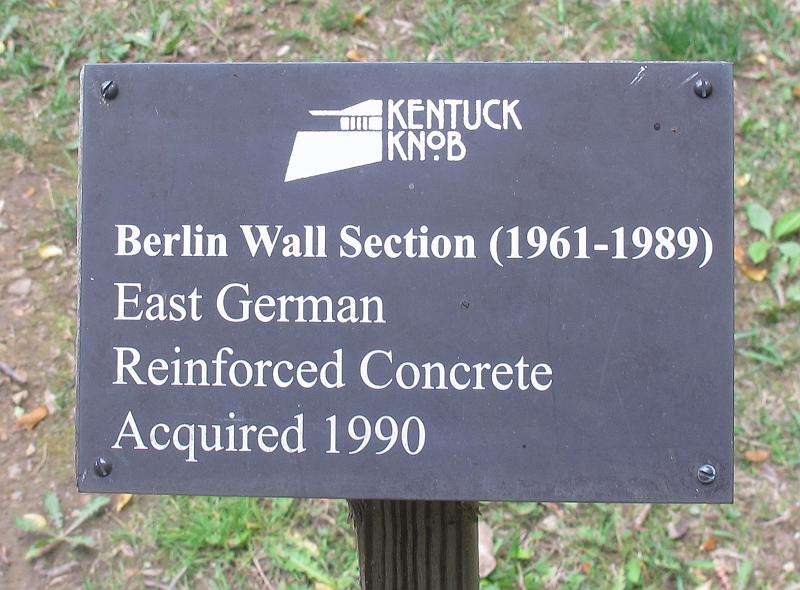 KENTUCK
KNOB
Berlin Wall Section (1961-1989)
East German
Reinforced Concrete
Acquired 1990